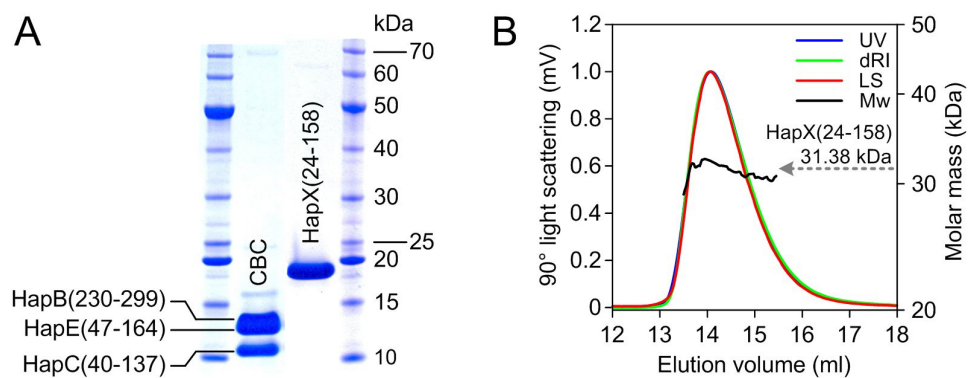 A
kDa
70
60
50
40
30
25
20
15
10
CBC
HapX(24-158)
HapB(230-299)
HapE(47-164)
HapC(40-137)
B
90° light scattering (mV)
1.2
1.0
0.8
0.6
0.4
0.2
0
1.2
12
13
14
15
16
17
18
Elution volume (ml)
UV
dRI
LS
Mw
HapX(24-158)
31.38 kDa
50
40
30
20
Molar mass (kDa)